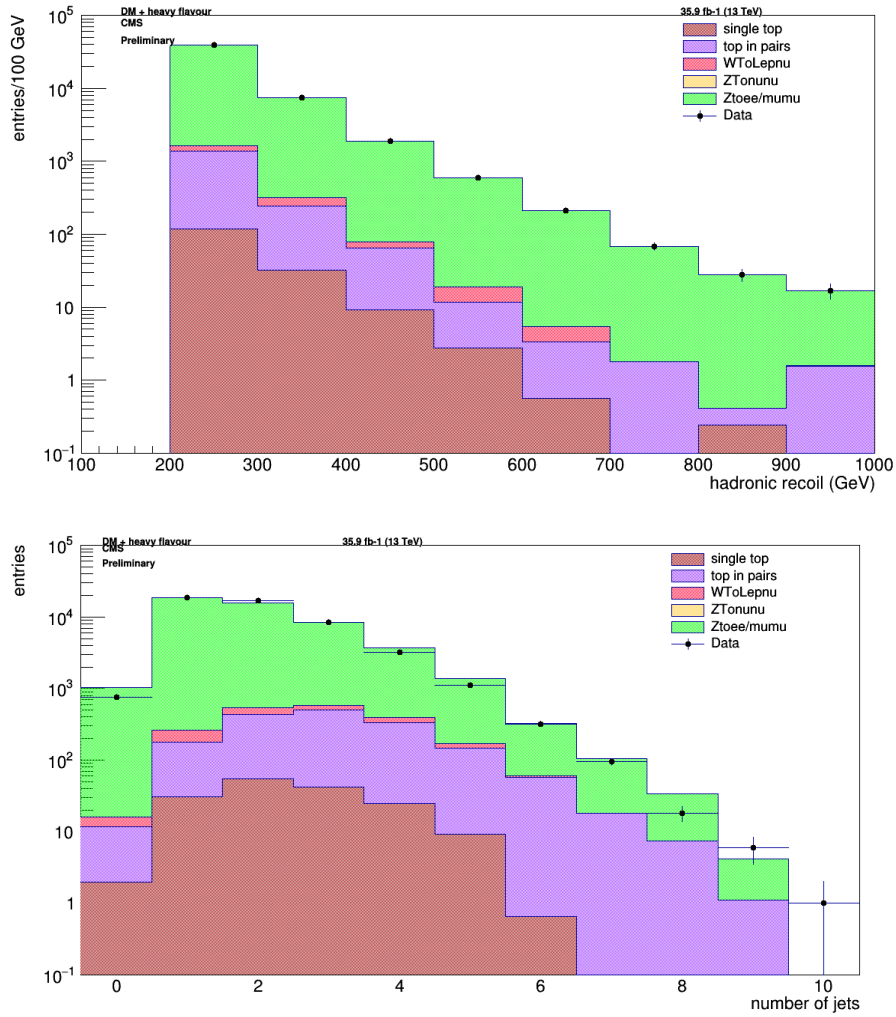 DM + heavy flavour
CMS
Preliminary
35.9 fb-1 (13 TeV)
single top
top in pairs
WToLepnu
ZTonunu
Ztoee/mumu
Data
entries/100 GeV
10^5
10^4
10^3
10^2
10
1
10^-1
100 200 300 400 500 600 700 800 900 1000
hadronic recoil (GeV)
DM + heavy flavour
CMS
Preliminary
35.9 fb-1 (13 TeV)
single top
top in pairs
WToLepnu
ZTonunu
Ztoee/mumu
Data
entries
10^5
10^4
10^3
10^2
10
1
10^-1
0 2 4 6 8 10
number of jets